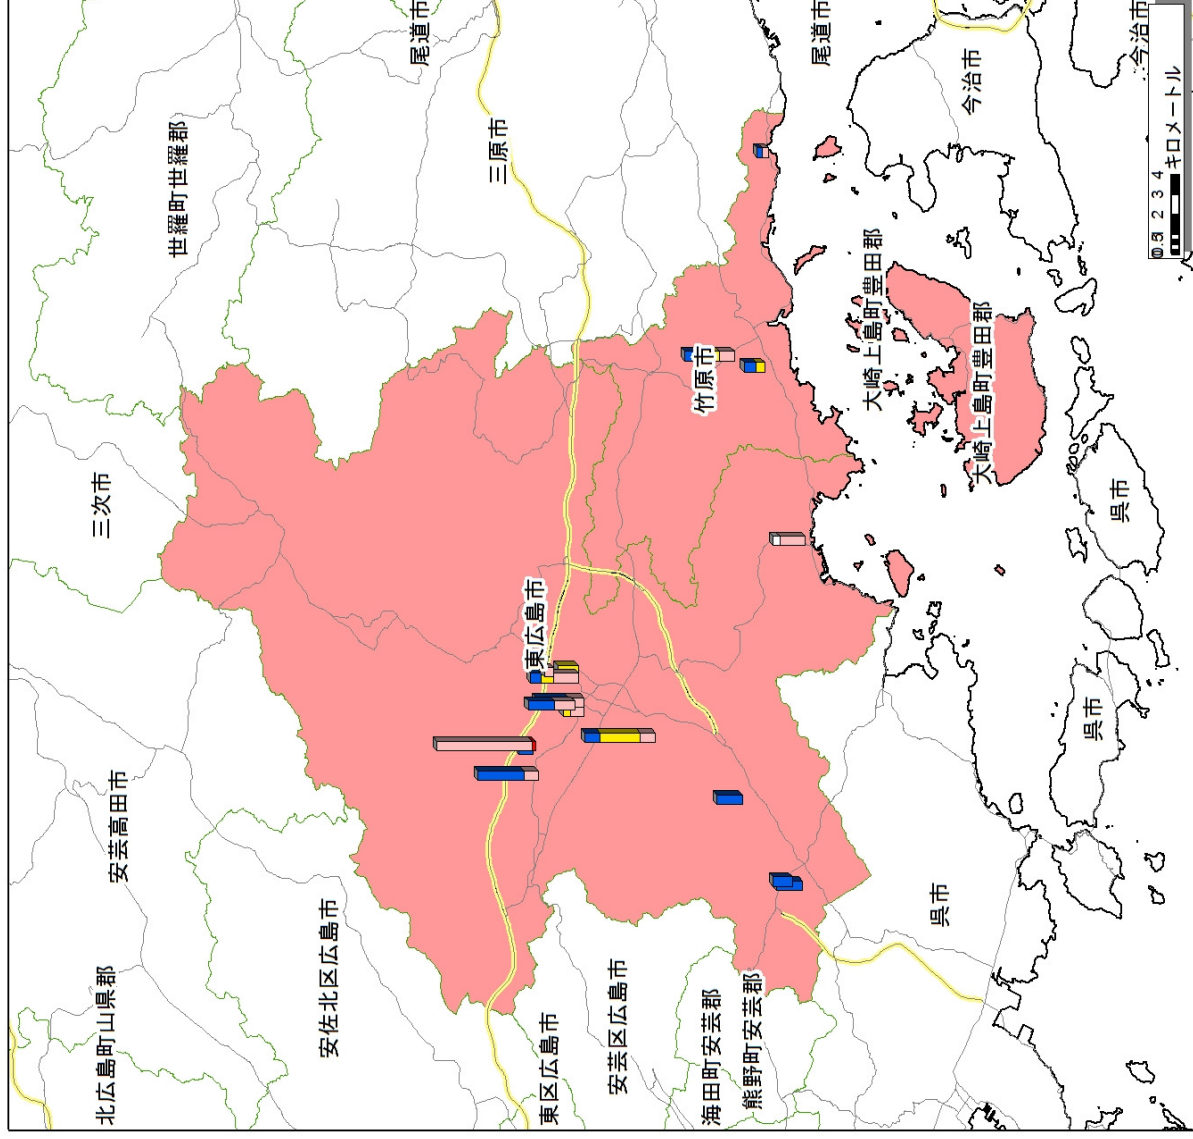 北広島町山県郡
三次市
安芸高田市
世羅町世羅郡
安佐北区広島市
尾道市
三原市
東広島市
東区広島市
安芸区広島市
竹原市
海田町安芸郡
熊野町安芸郡
尾道市
大崎上島町豊田郡
呉市
今治市
大崎上島町豊田郡
呉市
呉市
今治市
2 3 4
キロメートル